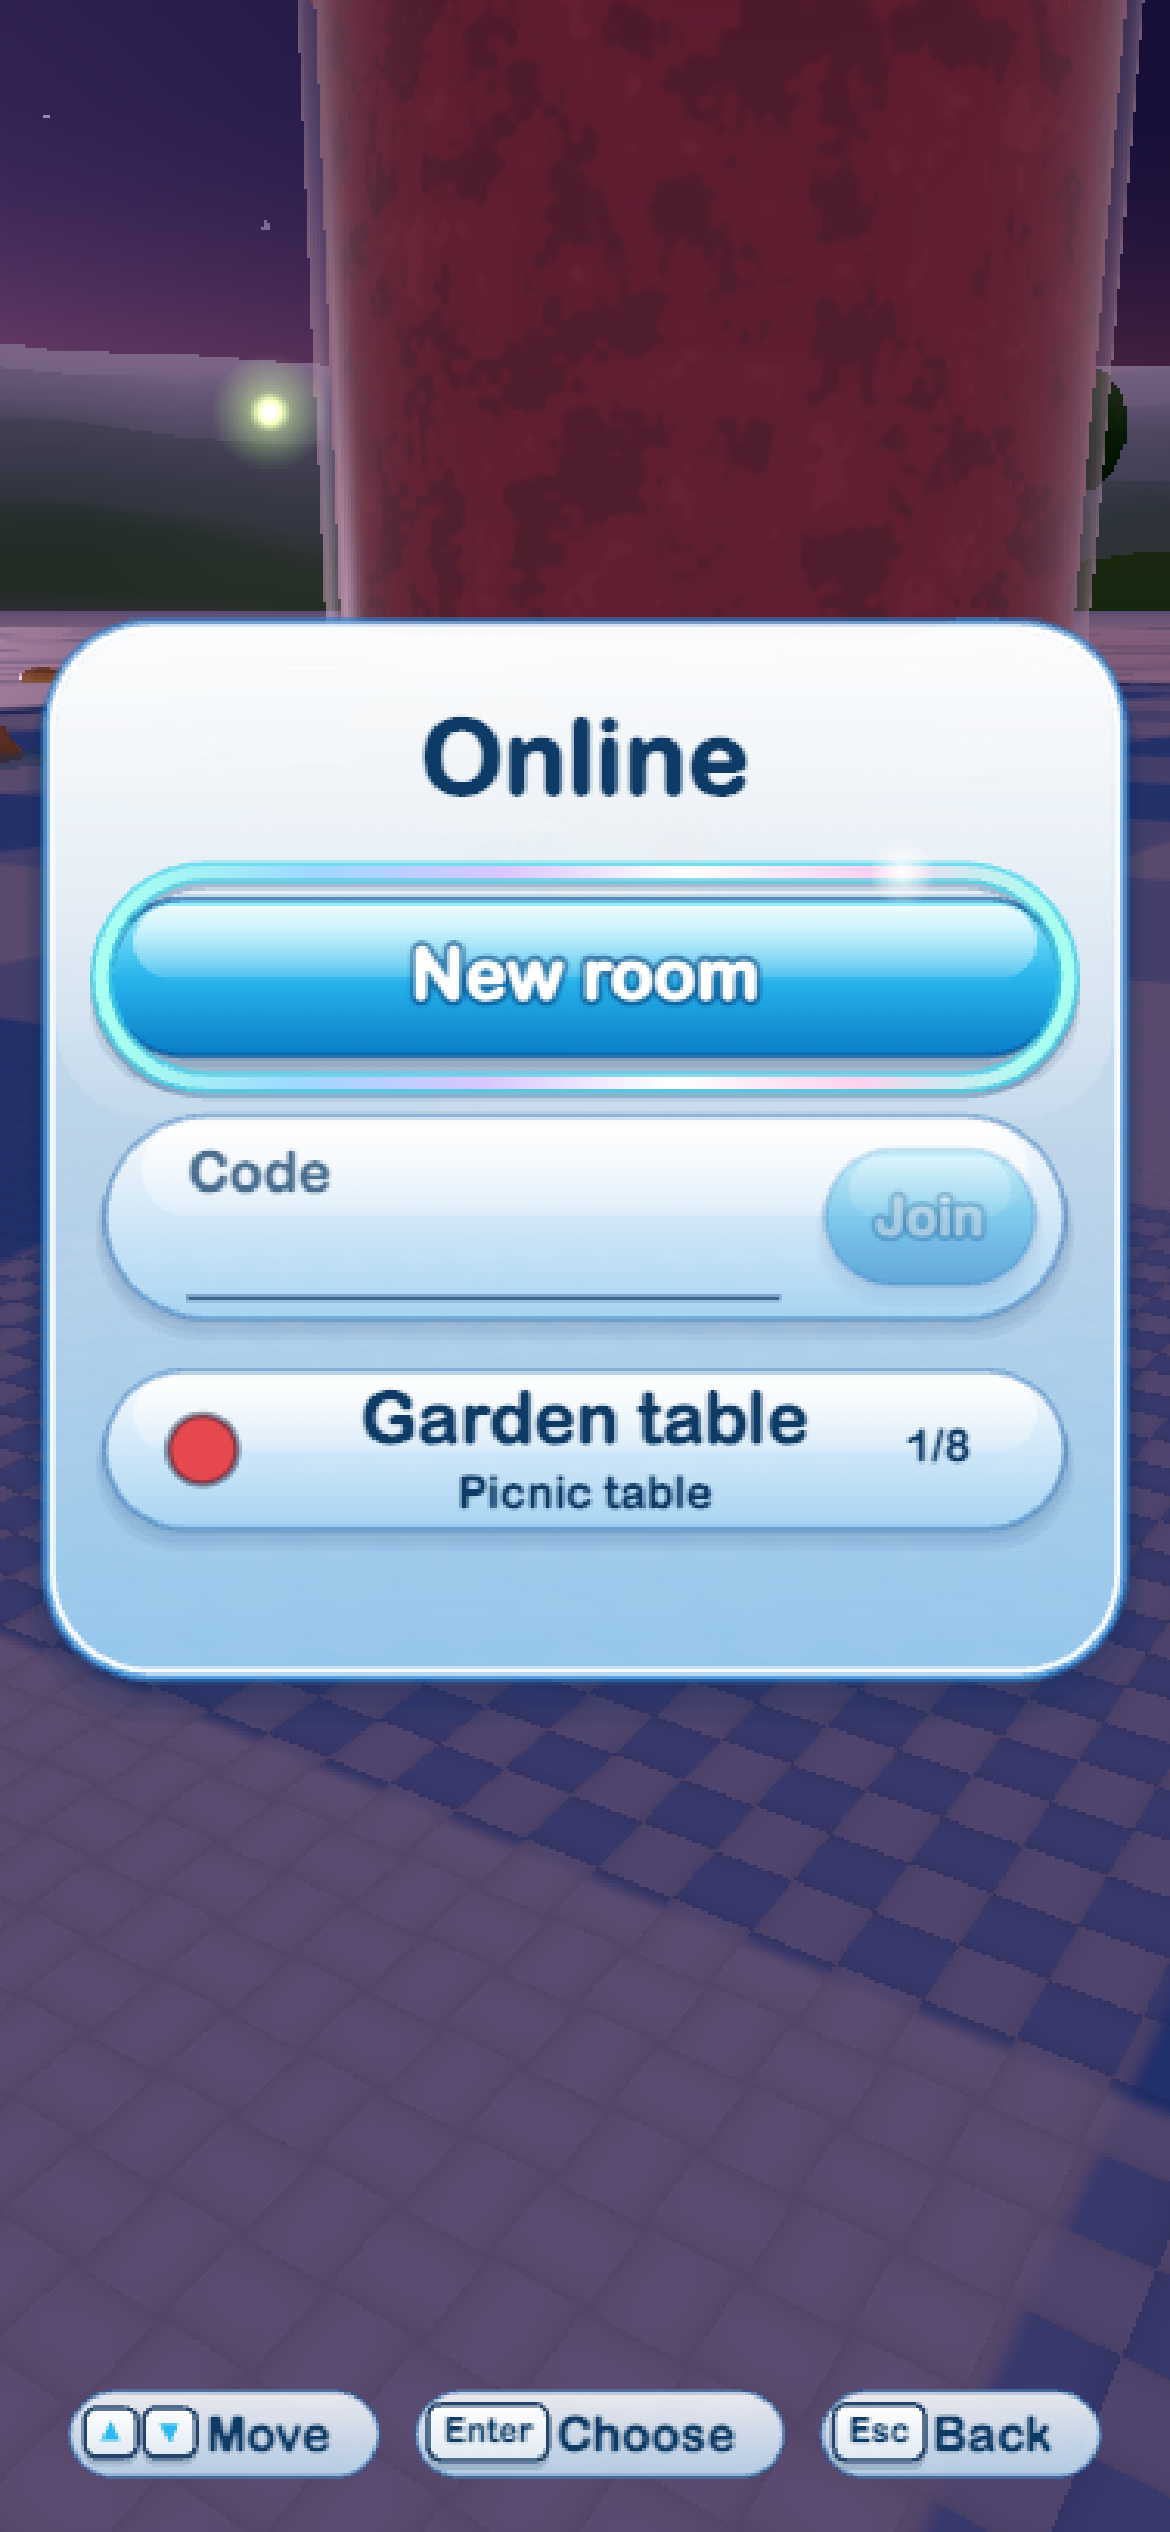 Online
New room
Code
Join
Garden table
1/8
Picnic table
▲ ▼ Move
Enter Choose
Esc Back